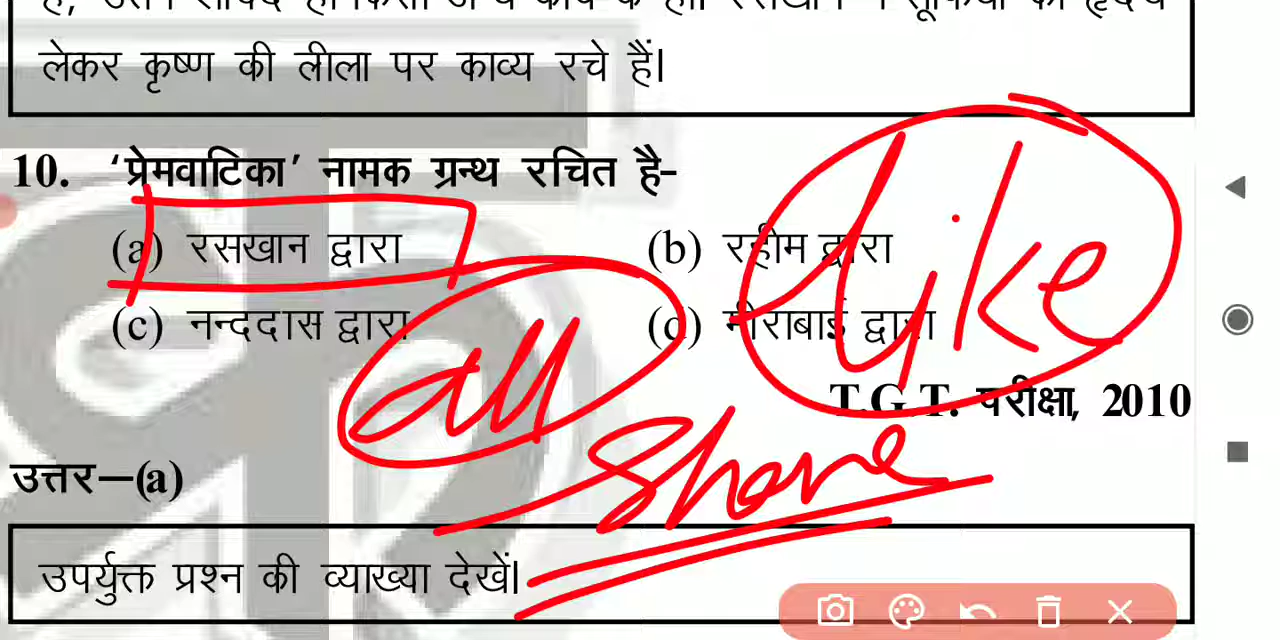 लेकर कृष्ण की लीला पर काव्य रचे हैं।
10. 'प्रेमवाटिका' नामक ग्रन्थ रचित है-
(a) रसखान द्वारा (b) रहीम द्वारा
(c) नन्ददास द्वारा (d) मीराबाई द्वारा
like
all
T.G.T. परीक्षा, 2010
share
उत्तर—(a)
उपर्युक्त प्रश्न की व्याख्या देखें।